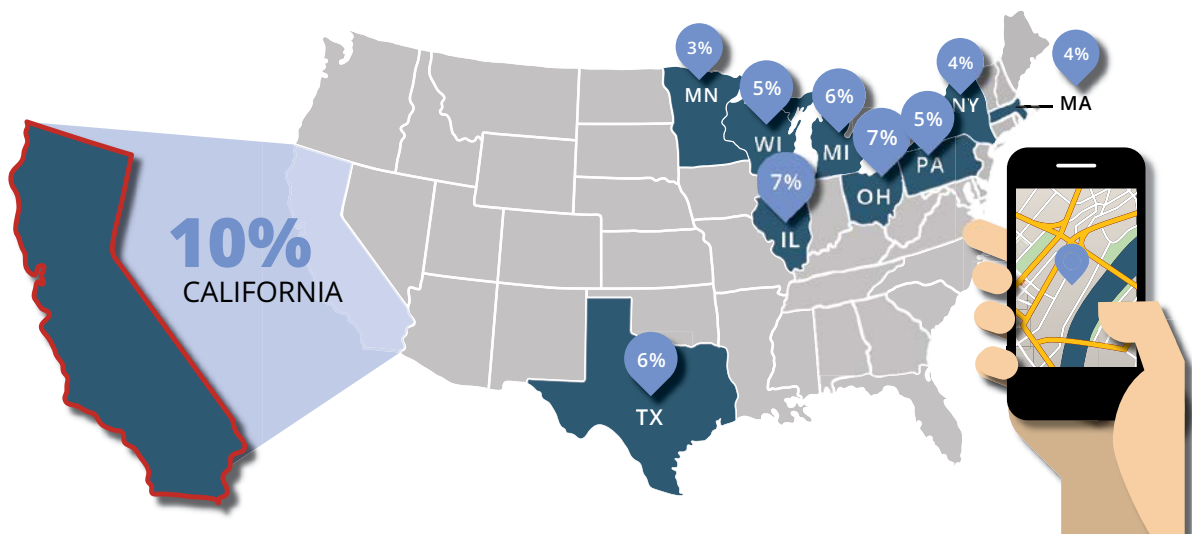 10%
CALIFORNIA
3%
MN
5%
WI
6%
MI
7%
OH
5%
PA
4%
NY
4%
MA
7%
IL
6%
TX